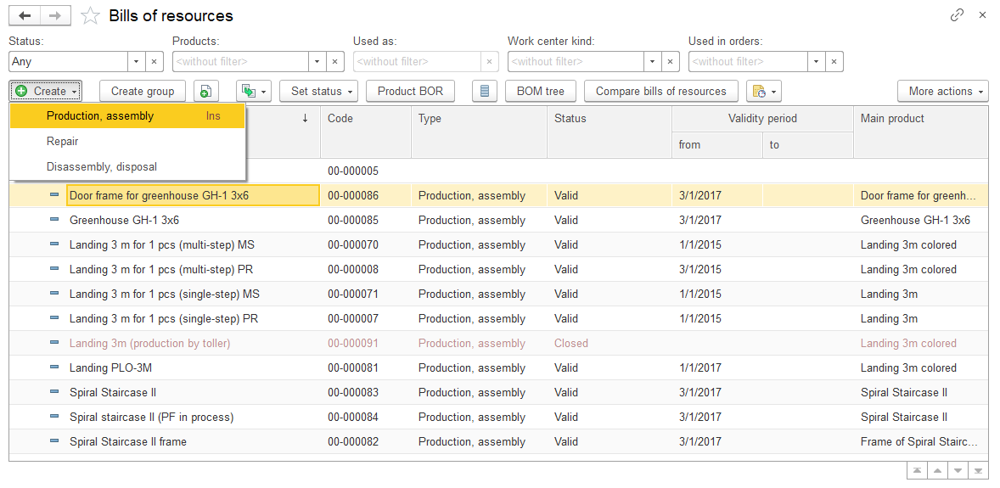 Bills of resources
Status: Products: Used as: Work center kind: Used in orders:
Any <without filter> <without filter> <without filter> <without filter>
Create Create group Set status Product BOR BOM tree Compare bills of resources More actions
Production, assembly Ins
Repair
Disassembly, disposal
Code Type Status Validity period Main product
from to
00-000005
Door frame for greenhouse GH-1 3x6 00-000086 Production, assembly Valid 3/1/2017 Door frame for greenh...
Greenhouse GH-1 3x6 00-000085 Production, assembly Valid 3/1/2017 Greenhouse GH-1 3x6
Landing 3 m for 1 pcs (multi-step) MS 00-000070 Production, assembly Valid 1/1/2015 Landing 3m colored
Landing 3 m for 1 pcs (multi-step) PR 00-000008 Production, assembly Valid 3/1/2015 Landing 3m colored
Landing 3 m for 1 pcs (single-step) MS 00-000071 Production, assembly Valid 1/1/2015 Landing 3m
Landing 3 m for 1 pcs (single-step) PR 00-000007 Production, assembly Valid 1/1/2015 Landing 3m
Landing 3m (production by toller) 00-000091 Production, assembly Closed Landing 3m colored
Landing PLO-3M 00-000081 Production, assembly Valid 1/1/2017 Landing 3m colored
Spiral Staircase II 00-000083 Production, assembly Valid 3/1/2017 Spiral Staircase II
Spiral staircase II (PF in process) 00-000084 Production, assembly Valid 3/1/2017 Spiral Staircase II
Spiral Staircase II frame 00-000082 Production, assembly Valid 3/1/2017 Frame of Spiral Stairc...